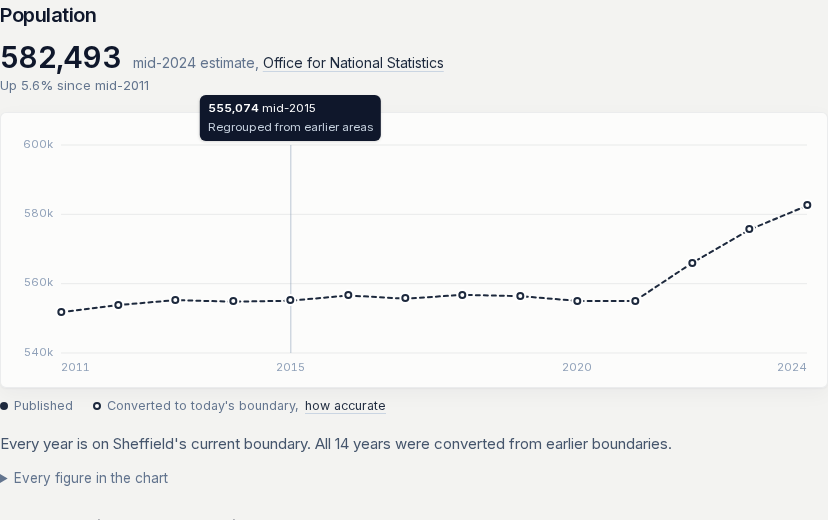 Population
582,493 mid-2024 estimate, Office for National Statistics
Up 5.6% since mid-2011
555,074 mid-2015
Regrouped from earlier areas
600k
580k
560k
540k
2011 2015 2020 2024
Published Converted to today's boundary, how accurate
Every year is on Sheffield's current boundary. All 14 years were converted from earlier boundaries.
Every figure in the chart